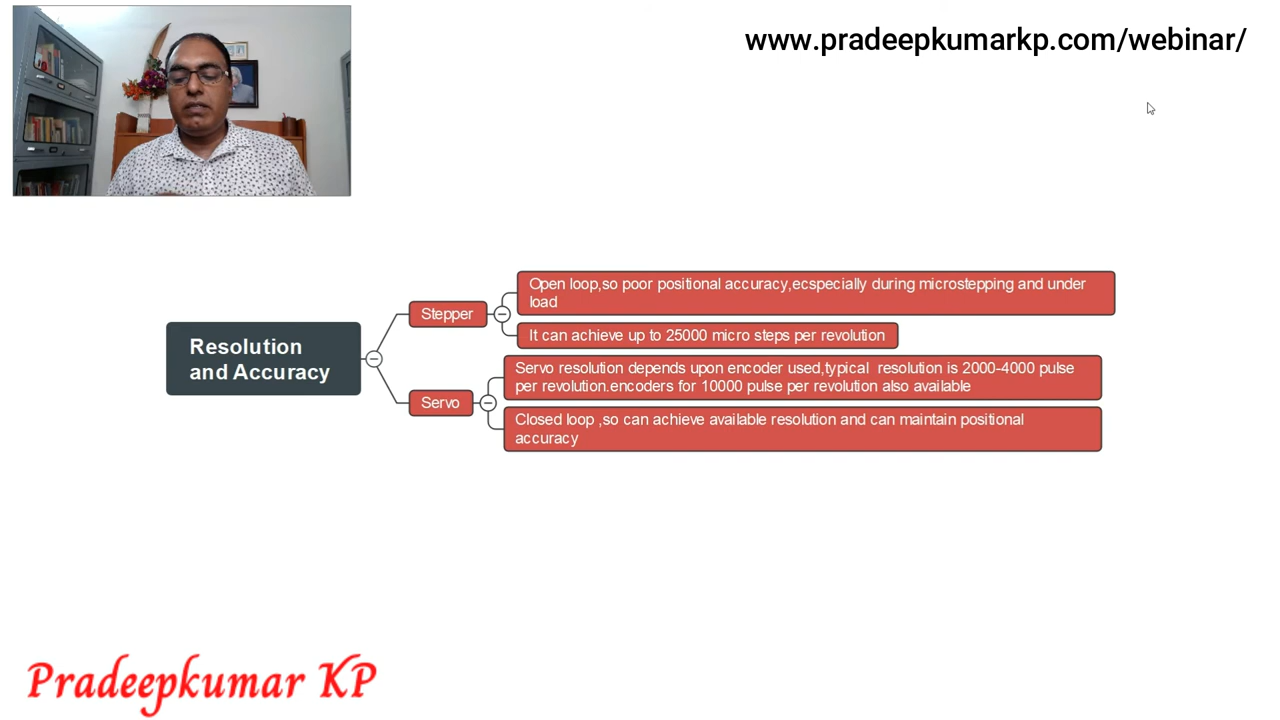 www.pradeepkumarkp.com/webinar/
Resolution
and Accuracy
Stepper
Open loop,so poor positional accuracy,ecspecially during microstepping and under
load
It can achieve up to 25000 micro steps per revolution
Servo
Servo resolution depends upon encoder used,typical resolution is 2000-4000 pulse
per revolution.encoders for 10000 pulse per revolution also available
Closed loop ,so can achieve available resolution and can maintain positional
accuracy
Pradeepkumar KP